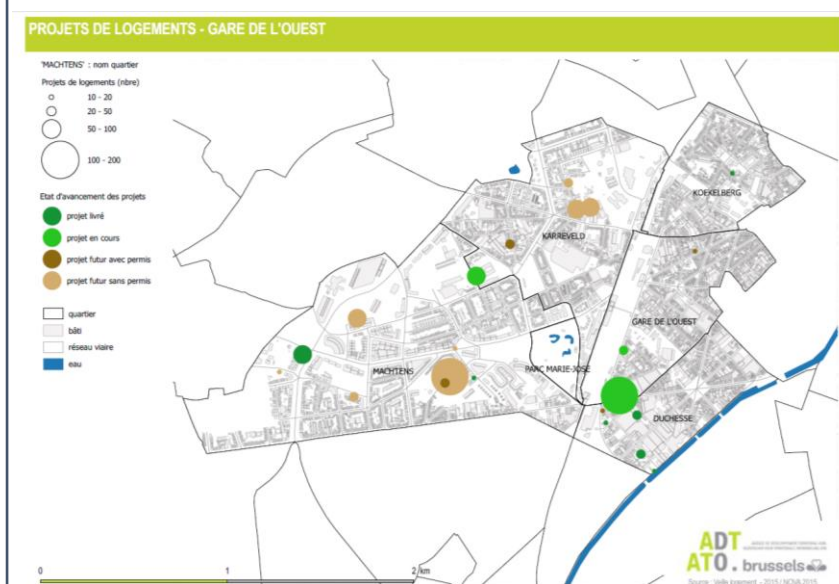 PROJETS DE LOGEMENTS - GARE DE L'OUEST
'MACHTENS' : nom quartier
Projets de logements (nbre)
10 - 20
20 - 50
50 - 100
100 - 200
Etat d'avancement des projets
projet livré
projet en cours
projet futur avec permis
projet futur sans permis
quartier
bâti
réseau viaire
eau
KOEKELBERG
KARREVELD
GARE DE L'OUEST
PARC MARIE-JOSÉ
MACHTENS
DUCHESSE
0
1
2 km
ADT
ATO. brussels
Source: Veille logement - 2015 / NOVA 2015